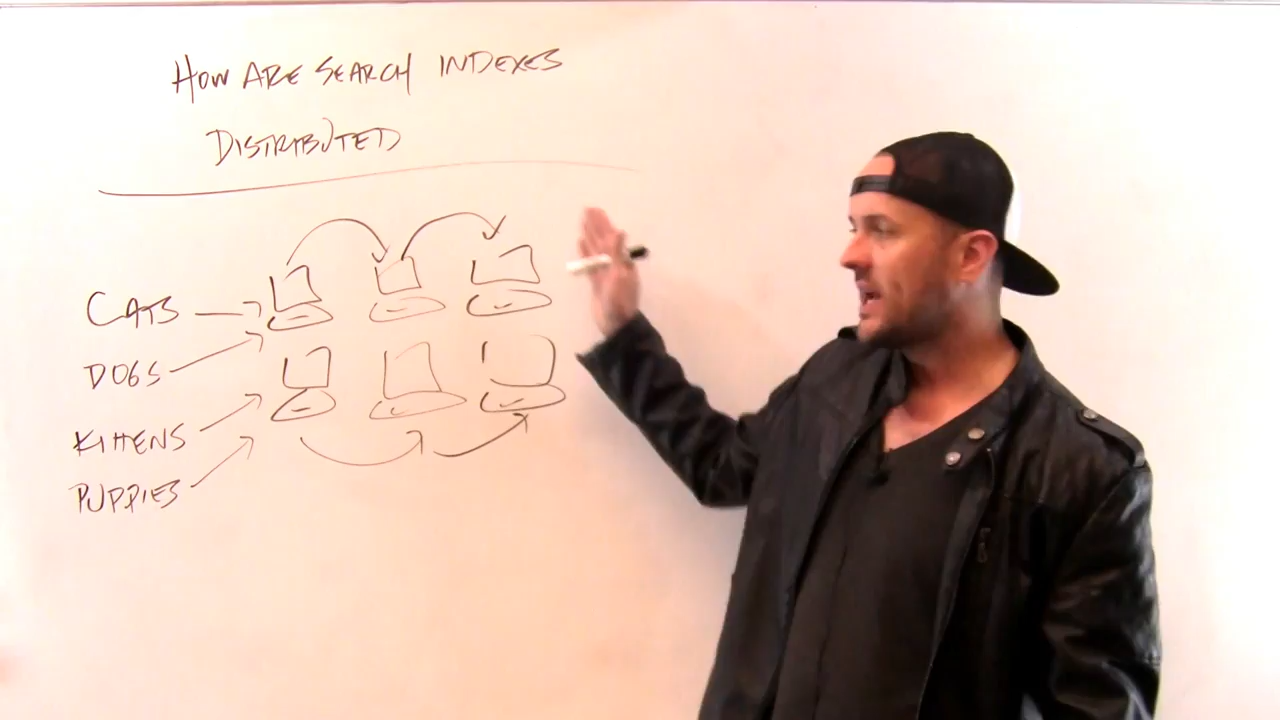 HOW ARE SEARCH INDEXES
DISTRIBUTED
CATS
DOGS
KITTENS
PUPPIES